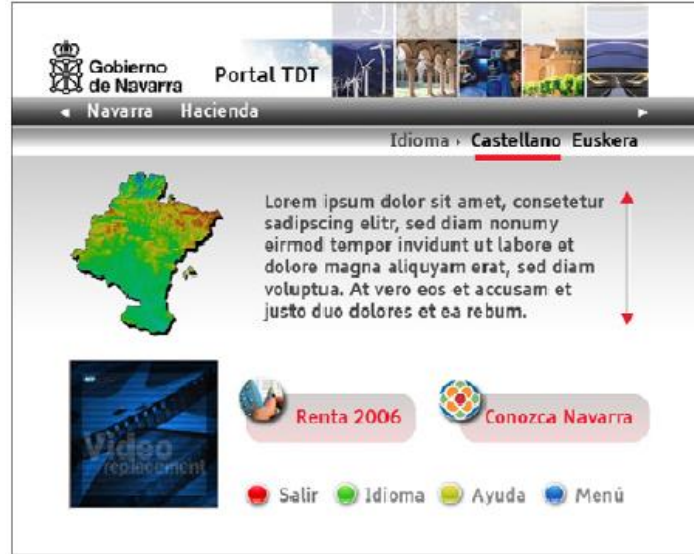 Gobierno
de Navarra
Portal TDT
Navarra Hacienda
Idioma Castellano Euskera
Lorem ipsum dolor sit amet, consetetur
sadipscing elitr, sed diam nonumy
eirmod tempor invidunt ut labore et
dolore magna aliquyam erat, sed diam
voluptua. At vero eos et accusam et
justo duo dolores et ea rebum.
Video
replacement
Renta 2006
Conozca Navarra
Salir Idioma Ayuda Menú